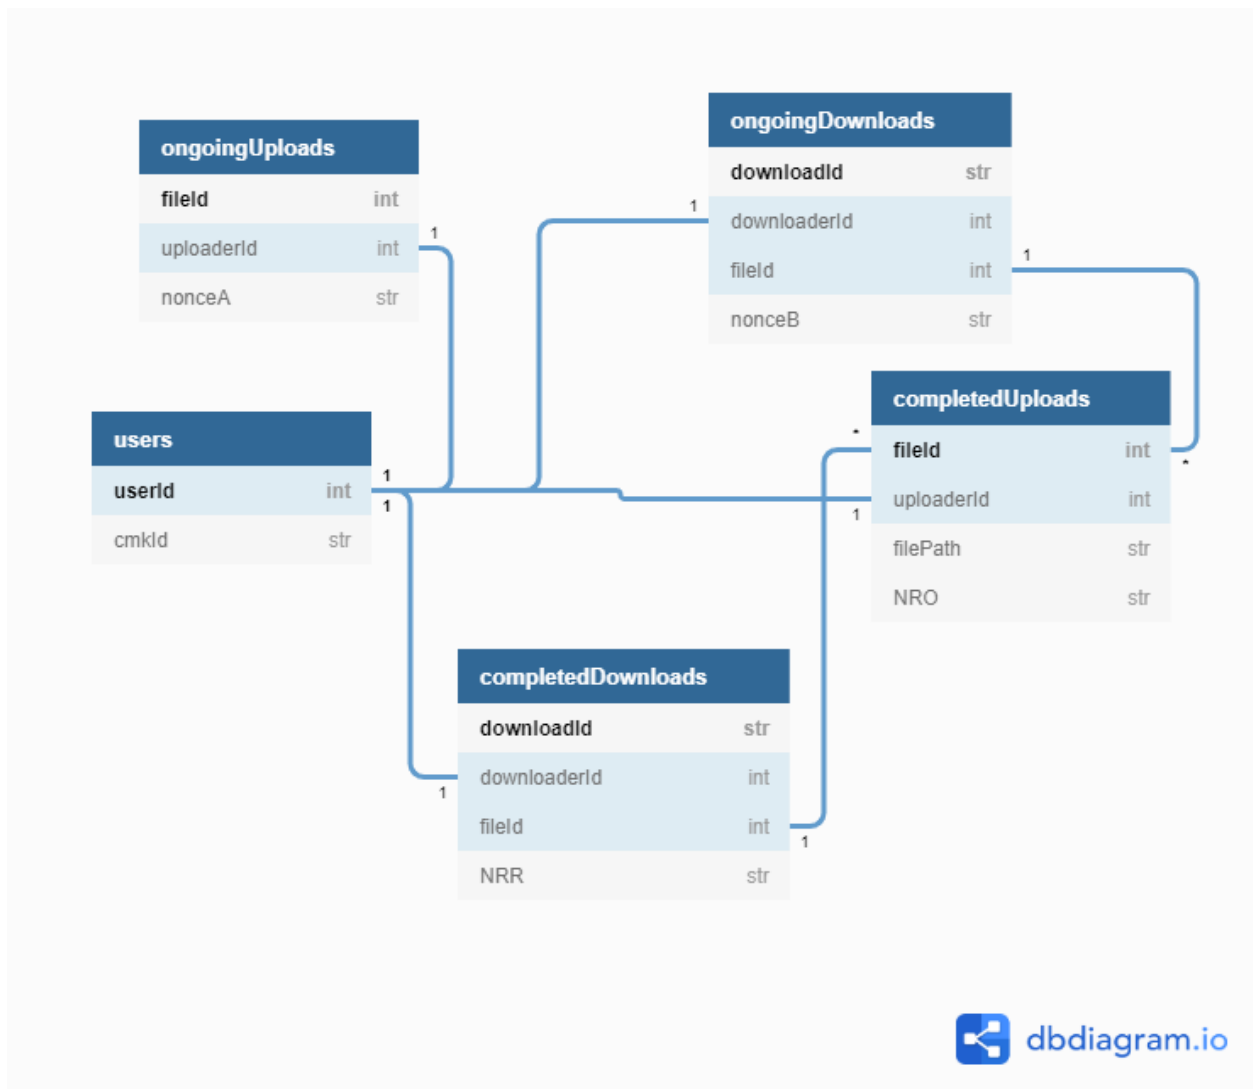 ongoingUploads
fileId int
uploaderId int
nonceA str
1
ongoingDownloads
downloadId str
downloaderId int
fileId int
nonceB str
1
1
users
userId int
cmkId str
1
1
completedUploads
fileId int
uploaderId int
filePath str
NRO str
*
*
1
completedDownloads
downloadId str
downloaderId int
fileId int
NRR str
1
1
dbdiagram.io